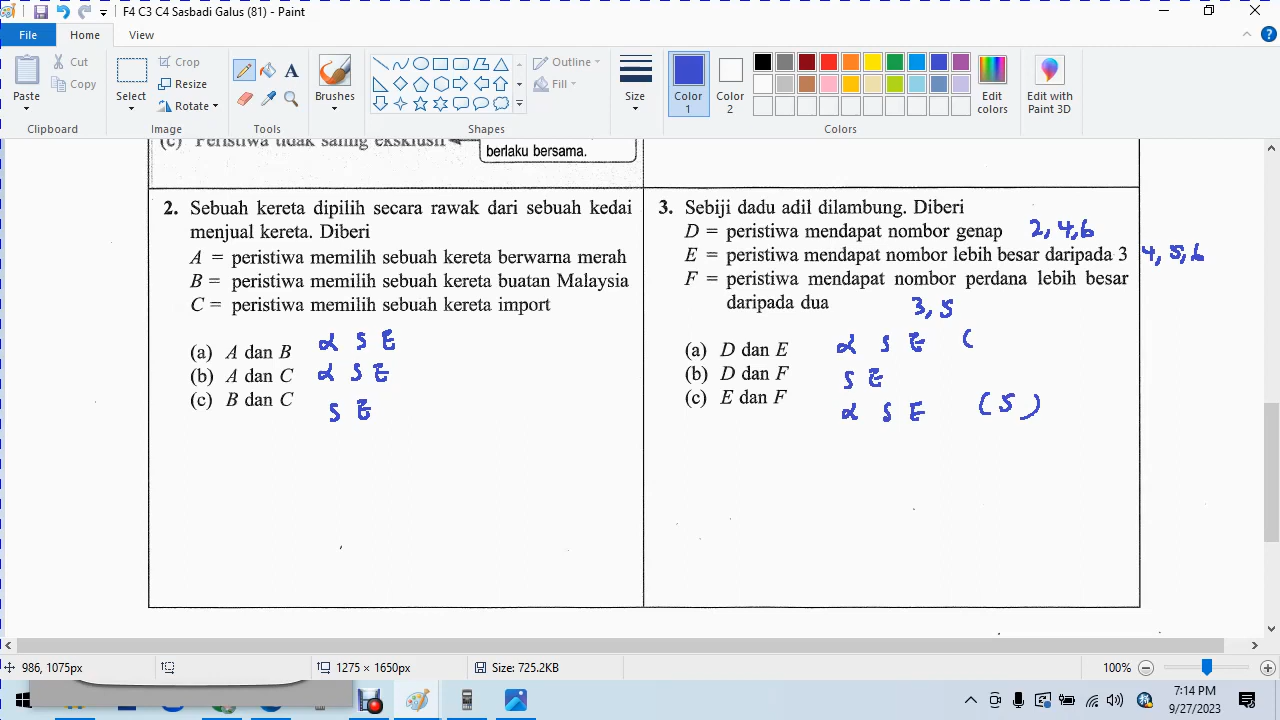 F4 C3 C4 Sasbadi Galus (81) - Paint
File Home View
Paste Cut Copy Clipboard
Select Crop Resize Rotate Image
Tools
Brushes
Outline Fill Shapes
Size
Color 1 Color 2 Edit colors Edit with Paint 3D Colors
(c) Peristiwa tidak saling eksklusif
berlaku bersama.
2. Sebuah kereta dipilih secara rawak dari sebuah kedai
menjual kereta. Diberi
A = peristiwa memilih sebuah kereta berwarna merah
B = peristiwa memilih sebuah kereta buatan Malaysia
C = peristiwa memilih sebuah kereta import
(a) A dan B α S E
(b) A dan C α S E
(c) B dan C S E
3. Sebiji dadu adil dilambung. Diberi
D = peristiwa mendapat nombor genap 2, 4, 6
E = peristiwa mendapat nombor lebih besar daripada 3 4, 5, 6
F = peristiwa mendapat nombor perdana lebih besar
daripada dua 3, 5
(a) D dan E α S E (
(b) D dan F S E
(c) E dan F α S E (5)
986, 1075px 1275 × 1650px Size: 725.2KB 100%
7:14 PM
9/27/2023